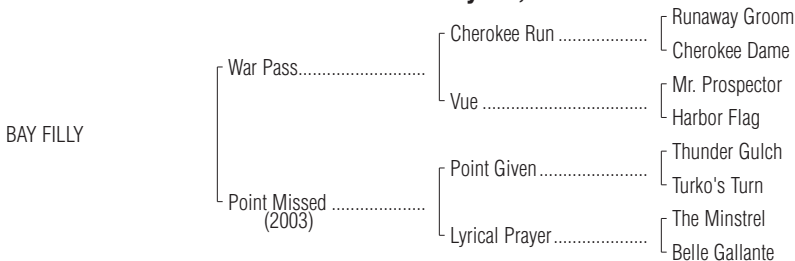 Runaway Groom
Cherokee Run ..................
Cherokee Dame
War Pass..........................
Mr. Prospector
Vue ..................................
Harbor Flag
BAY FILLY
Thunder Gulch
Point Given......................
Turko's Turn
Point Missed ...................
(2003)
The Minstrel
Lyrical Prayer...................
Belle Gallante